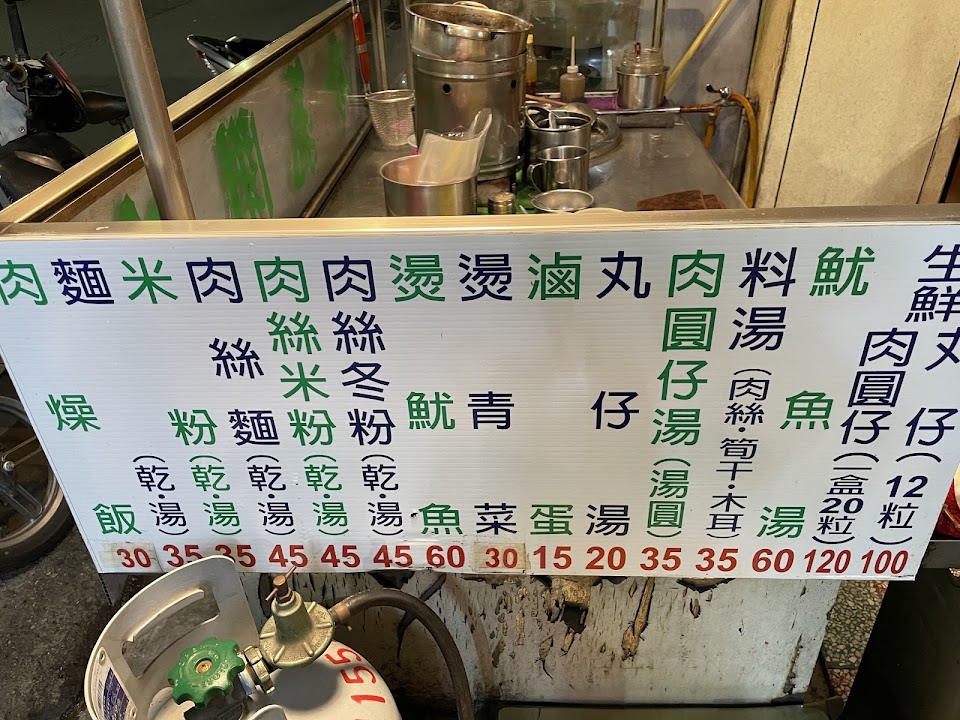 肉燥飯 30
麵(乾·湯) 35
米粉(乾·湯) 35
肉絲麵(乾·湯) 45
肉絲米粉(乾·湯) 45
肉絲冬粉(乾·湯) 45
燙魷魚 60
燙青菜 30
滷蛋 15
丸仔湯 20
肉圓仔湯(湯圓) 35
料湯(肉絲·筍干·木耳) 35
魷魚湯 60
生鮮
肉圓仔(一盒20粒) 120
丸仔(12粒) 100
155